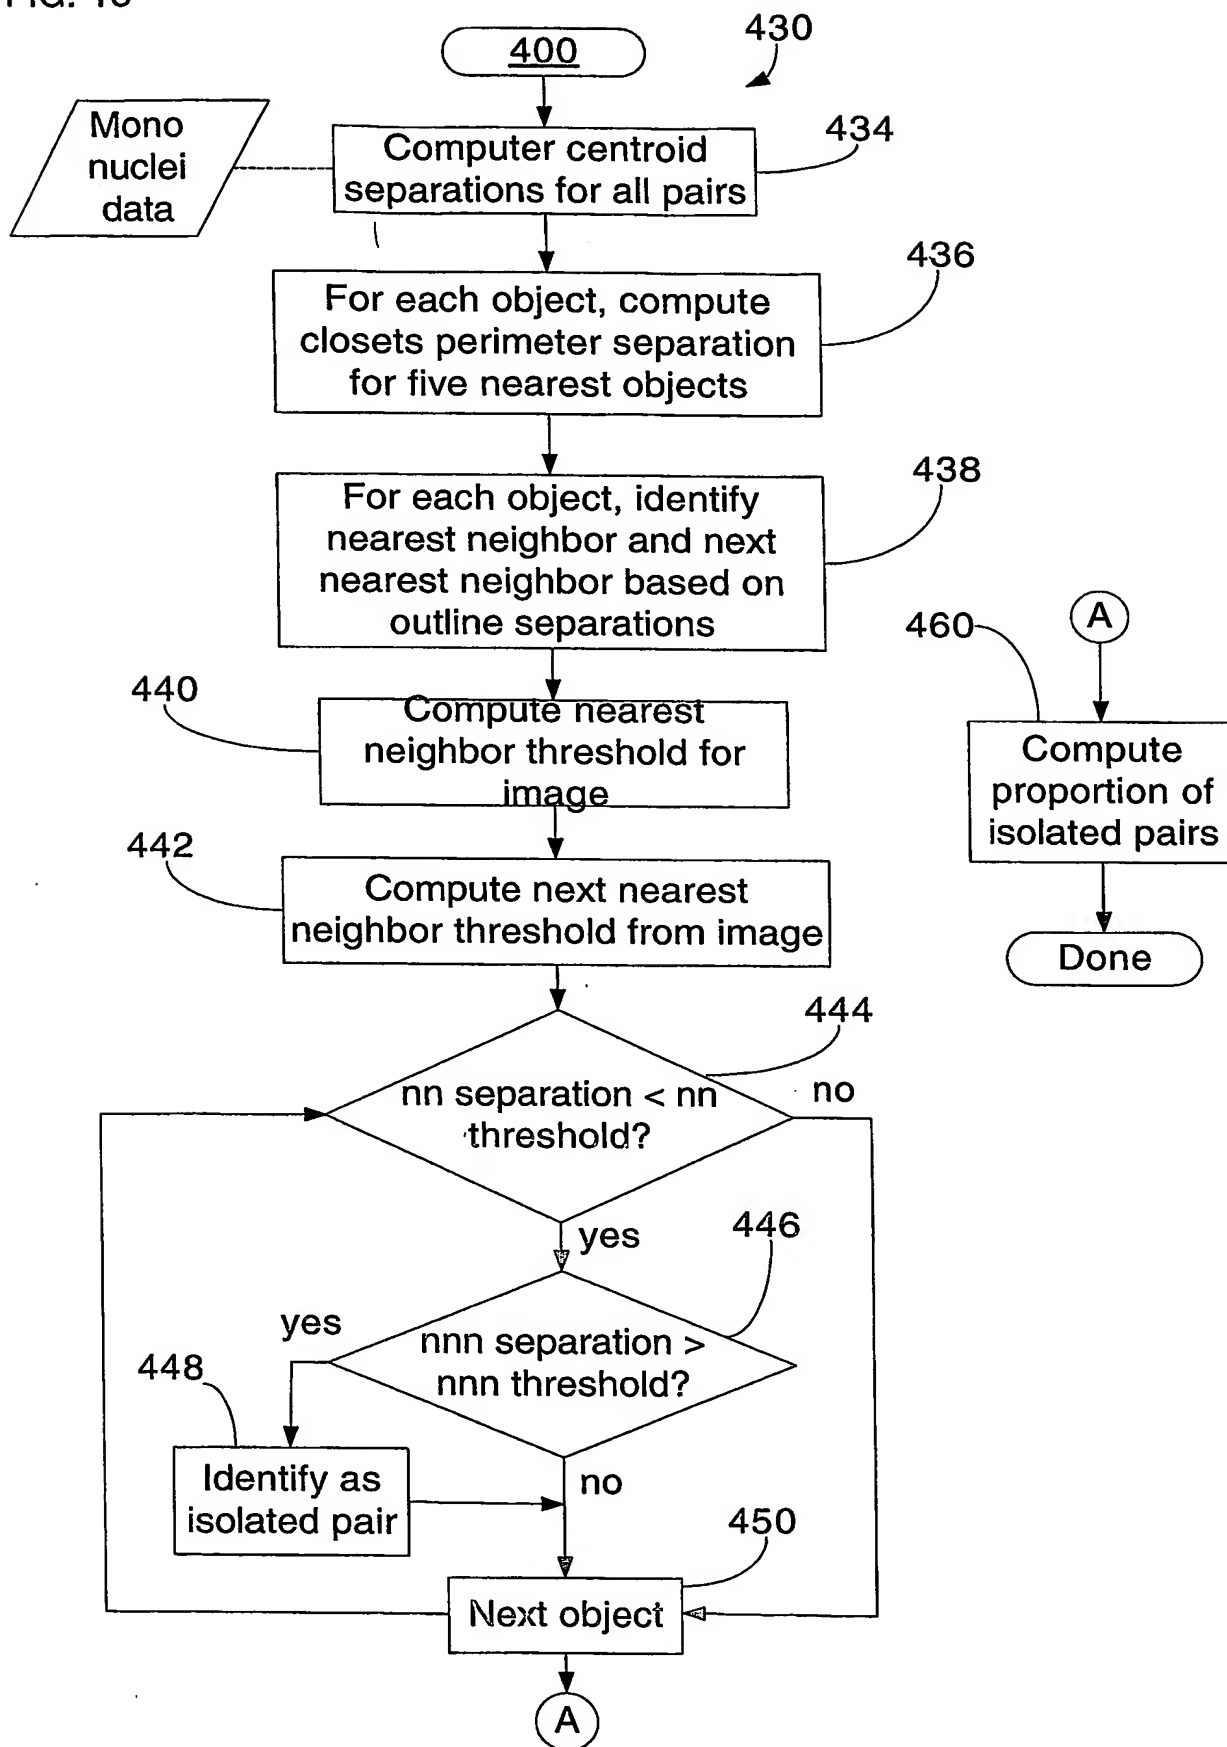 400
430
Mono
nuclei
data
Computer centroid
separations for all pairs
434
For each object, compute
closets perimeter separation
for five nearest objects
436
For each object, identify
nearest neighbor and next
nearest neighbor based on
outline separations
438
440
Compute nearest
neighbor threshold for
image
442
Compute next nearest
neighbor threshold from image
444
nn separation < nn
threshold?
no
yes
446
nnn separation >
nnn threshold?
yes
448
Identify as
isolated pair
no
450
Next object
A
A
460
Compute
proportion of
isolated pairs
Done